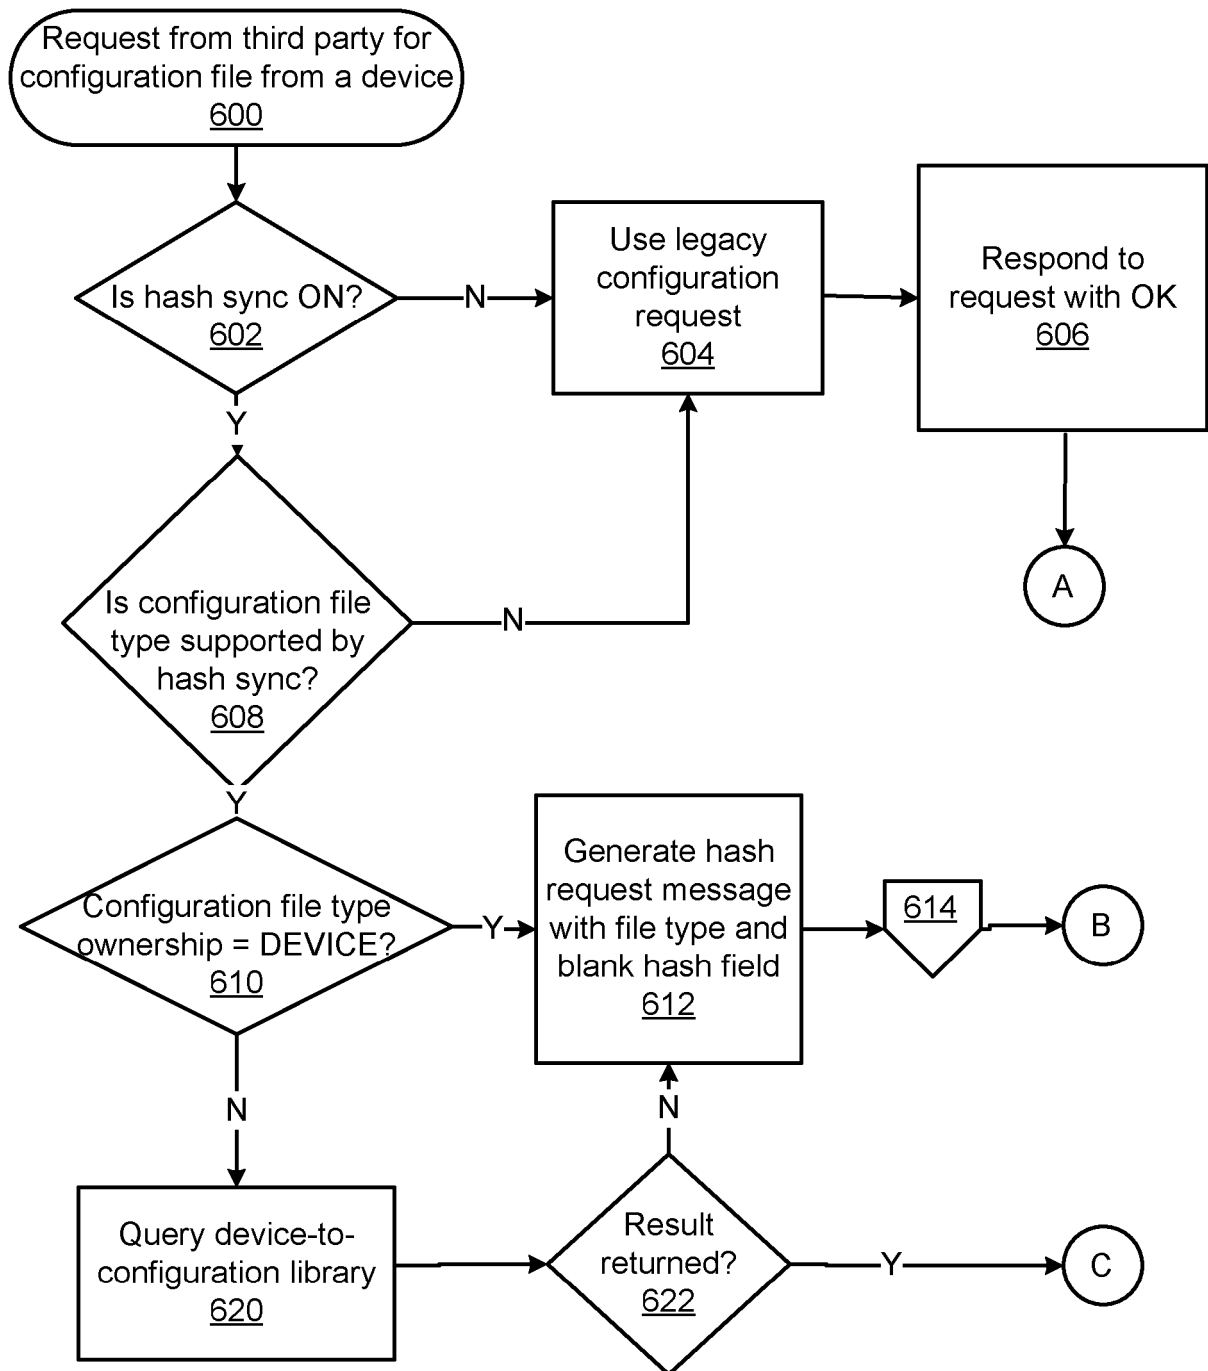 Request from third party for
configuration file from a device
600
Is hash sync ON?
602
N
Use legacy
configuration
request
604
Respond to
request with OK
606
Y
A
Is configuration file
type supported by
hash sync?
608
N
Y
Configuration file type
ownership = DEVICE?
610
Y
Generate hash
request message
with file type and
blank hash field
612
614
B
N
N
Query device-to-
configuration library
620
Result
returned?
622
Y
C